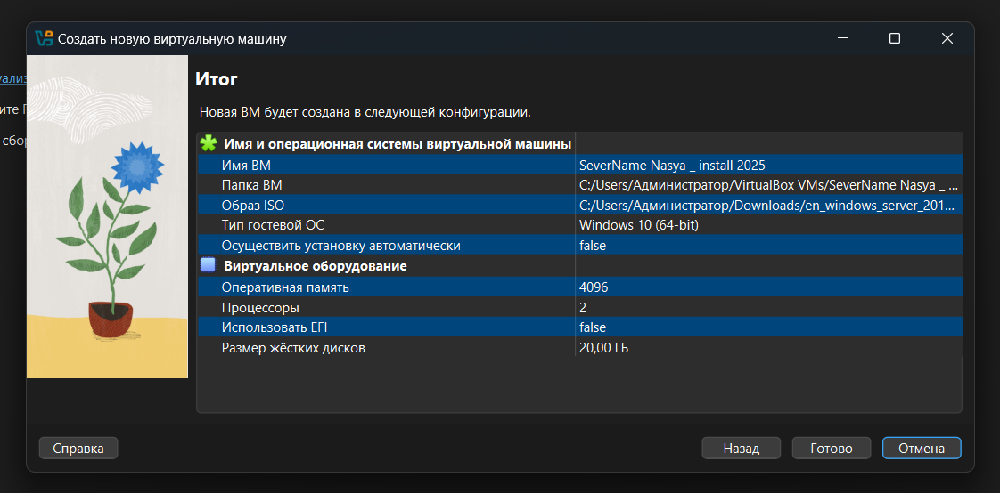 Создать новую виртуальную машину
уализ
ите F
сбор
Итог
Новая ВМ будет создана в следующей конфигурации.
Имя и операционная системы виртуальной машины
Имя ВМ SeverName Nasya _ install 2025
Папка ВМ C:/Users/Администратор/VirtualBox VMs/SeverName Nasya _ ...
Образ ISO C:/Users/Администратор/Downloads/en_windows_server_201...
Тип гостевой ОС Windows 10 (64-bit)
Осуществить установку автоматически false
Виртуальное оборудование
Оперативная память 4096
Процессоры 2
Использовать EFI false
Размер жёстких дисков 20,00 ГБ
Справка Назад Готово Отмена